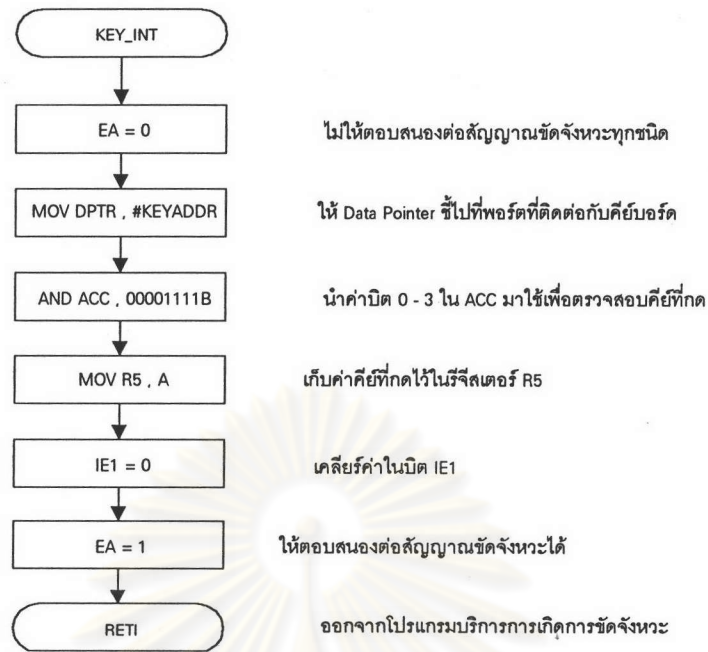 KEY_INT
EA = 0 ไม่ให้ตอบสนองต่อสัญญาณขัดจังหวะทุกชนิด
MOV DPTR , #KEYADDR ให้ Data Pointer ชี้ไปที่พอร์ตที่ติดต่อกับคีย์บอร์ด
AND ACC , 00001111B นำค่าบิต 0 - 3 ใน ACC มาใช้เพื่อตรวจสอบคีย์ที่กด
MOV R5 , A เก็บค่าคีย์ที่กดไว้ในรีจีสเตอร์ R5
IE1 = 0 เคลียร์ค่าในบิต IE1
EA = 1 ให้ตอบสนองต่อสัญญาณขัดจังหวะได้
RETI ออกจากโปรแกรมบริการการเกิดการขัดจังหวะ